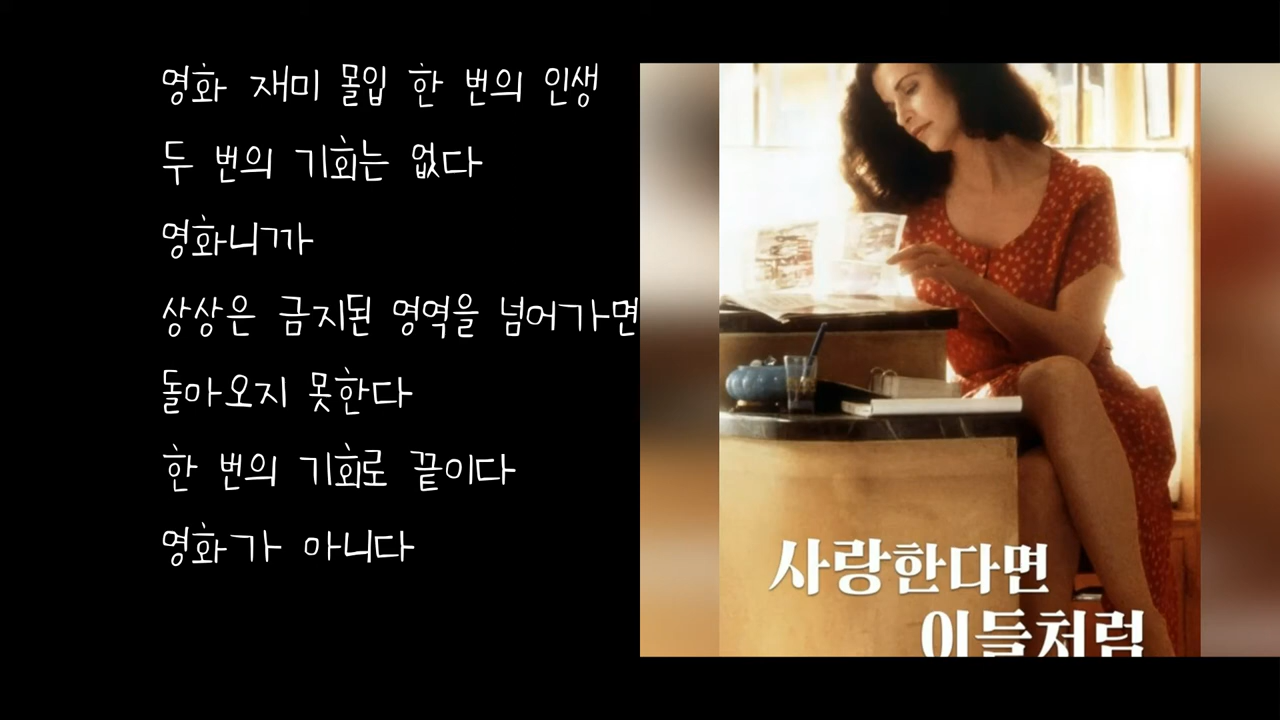 영화 재미 몰입 한 번의 인생
두 번의 기회는 없다
영화니까
상상은 금지된 영역을 넘어가면
돌아오지 못한다
한 번의 기회로 끝이다
영화가 아니다
사랑한다면
이들처럼